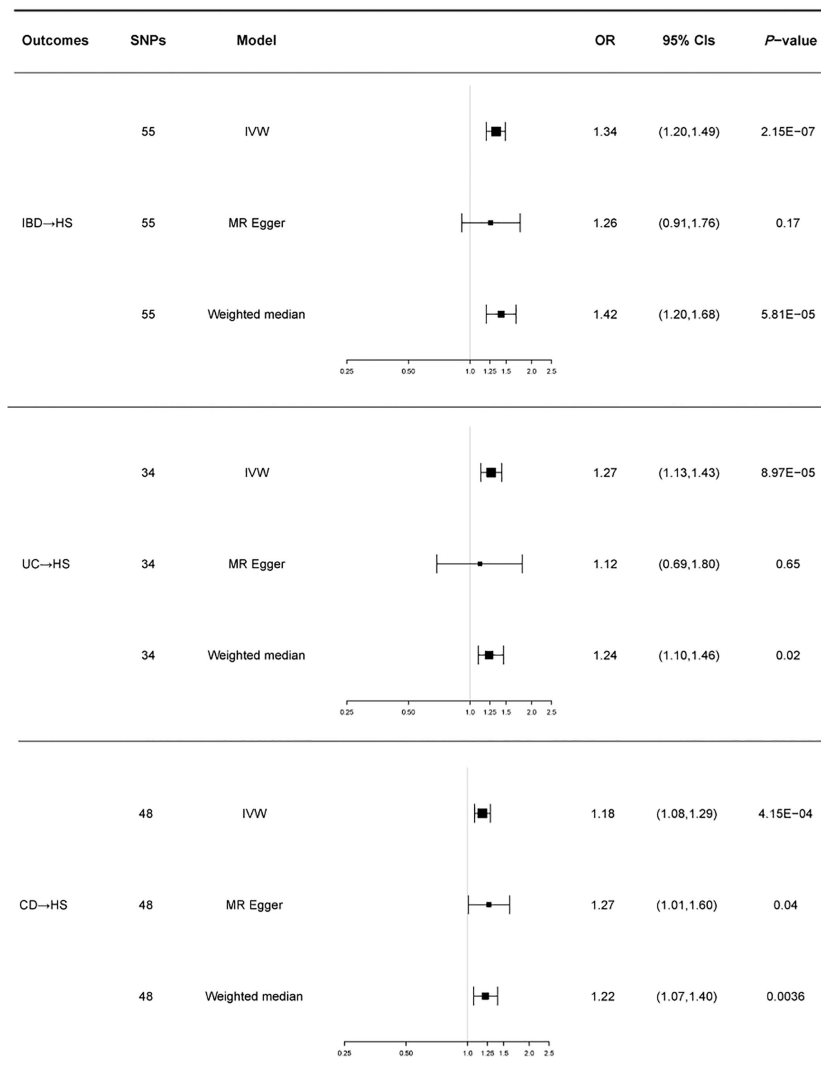 Outcomes SNPs Model OR 95% CIs P−value
55 IVW 1.34 (1.20,1.49) 2.15E−07
IBD→HS 55 MR Egger 1.26 (0.91,1.76) 0.17
55 Weighted median 1.42 (1.20,1.68) 5.81E−05
0.25 0.50 1.0 1.25 1.5 2.0 2.5
34 IVW 1.27 (1.13,1.43) 8.97E−05
UC→HS 34 MR Egger 1.12 (0.69,1.80) 0.65
34 Weighted median 1.24 (1.10,1.46) 0.02
0.25 0.50 1.0 1.25 1.5 2.0 2.5
48 IVW 1.18 (1.08,1.29) 4.15E−04
CD→HS 48 MR Egger 1.27 (1.01,1.60) 0.04
48 Weighted median 1.22 (1.07,1.40) 0.0036
0.25 0.50 1.0 1.25 1.5 2.0 2.5